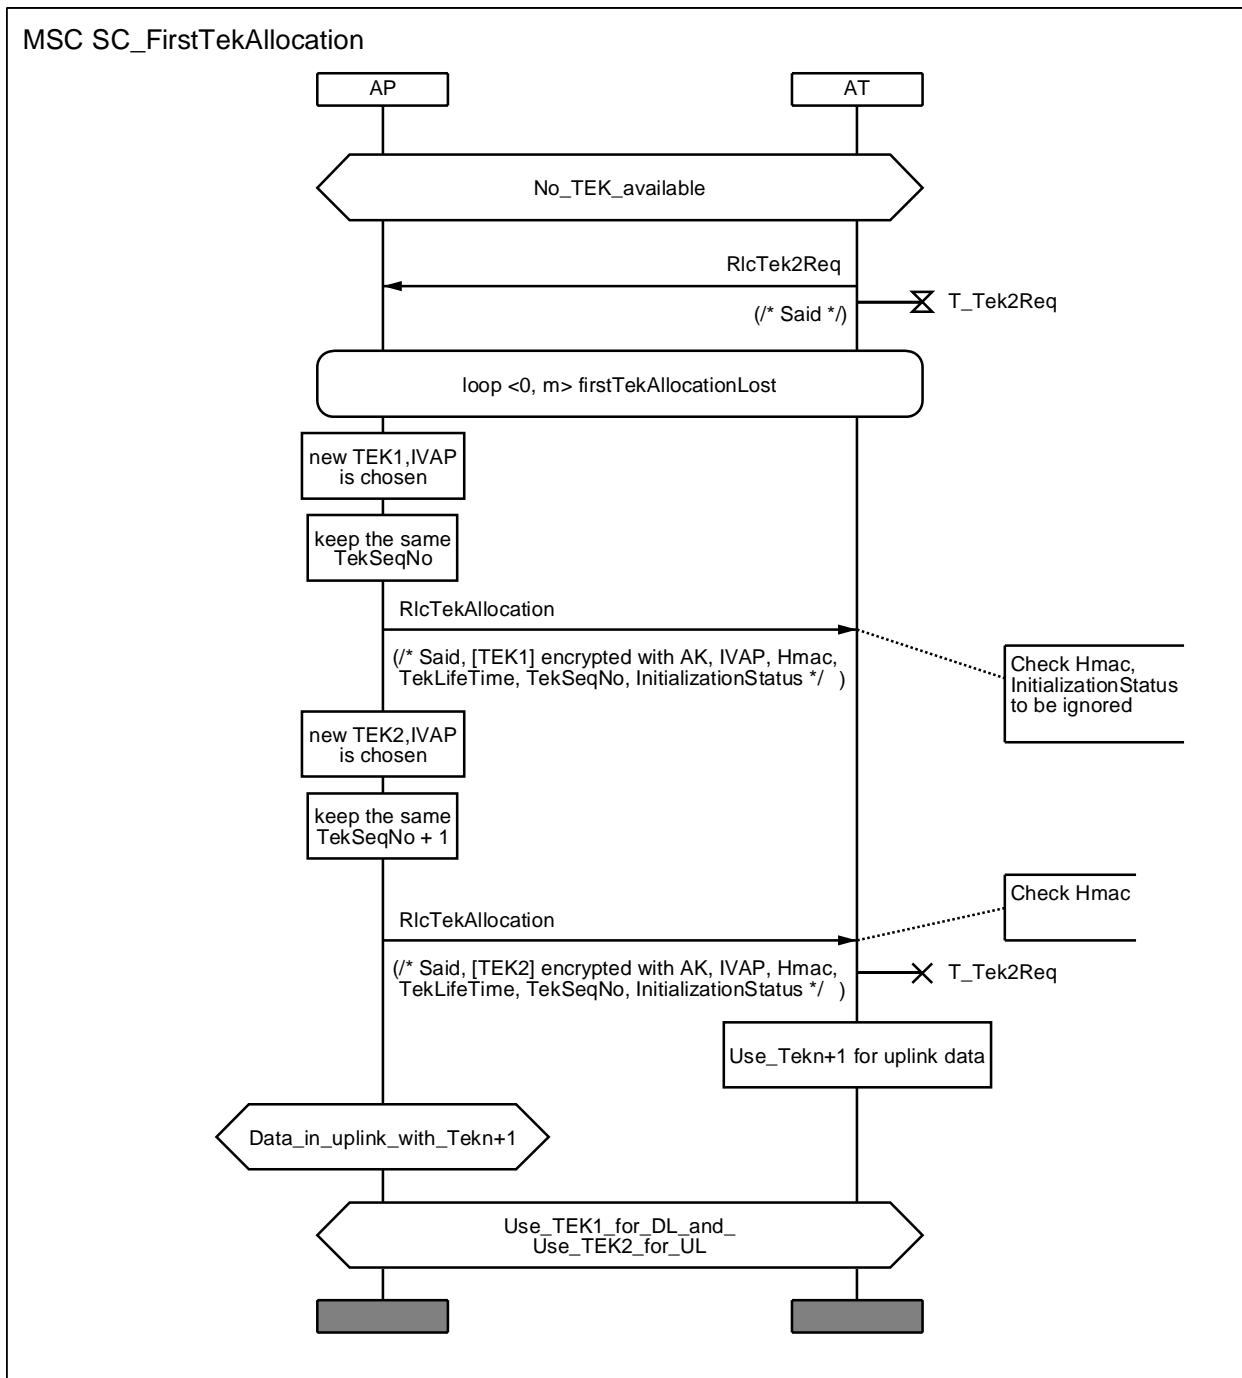 MSC SC_FirstTekAllocation
AP
AT
No_TEK_available
RlcTek2Req
T_Tek2Req
(/* Said */)
loop <0, m> firstTekAllocationLost
new TEK1,IVAP
is chosen
keep the same
TekSeqNo
RlcTekAllocation
(/* Said, [TEK1] encrypted with AK, IVAP, Hmac,
TekLifeTime, TekSeqNo, InitializationStatus */ )
Check Hmac,
InitializationStatus
to be ignored
new TEK2,IVAP
is chosen
keep the same
TekSeqNo + 1
Check Hmac
RlcTekAllocation
(/* Said, [TEK2] encrypted with AK, IVAP, Hmac,
TekLifeTime, TekSeqNo, InitializationStatus */ )
T_Tek2Req
Use_Tekn+1 for uplink data
Data_in_uplink_with_Tekn+1
Use_TEK1_for_DL_and_
Use_TEK2_for_UL